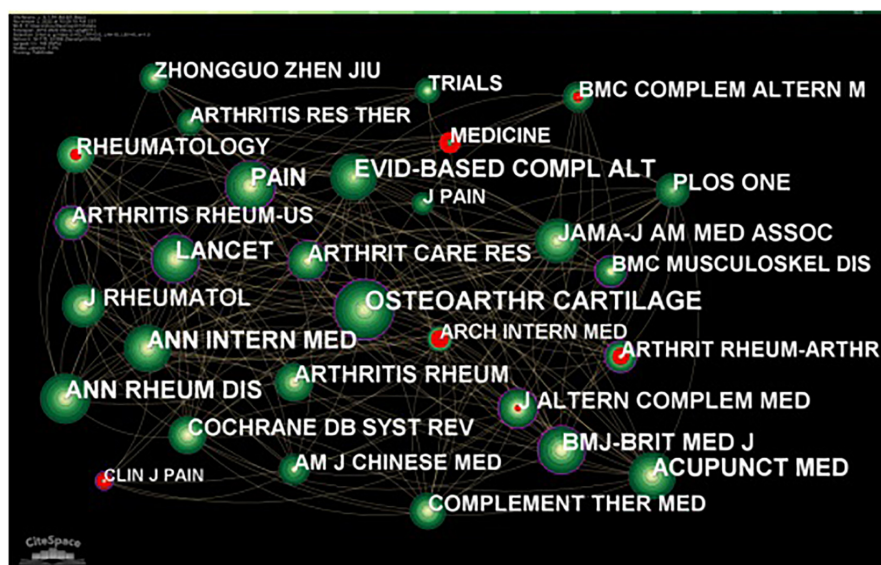 ZHONGGUO ZHEN JIU
TRIALS
BMC COMPLEM ALTERN M
ARTHRITIS RES THER
MEDICINE
RHEUMATOLOGY
PAIN
EVID-BASED COMPL ALT
PLOS ONE
J PAIN
ARTHRITIS RHEUM-US
JAMA-J AM MED ASSOC
LANCET
ARTHRIT CARE RES
BMC MUSCULOSKEL DIS
J RHEUMATOL
OSTEOARTHR CARTILAGE
ANN INTERN MED
ARCH INTERN MED
ARTHRIT RHEUM-ARTHR
ARTHRITIS RHEUM
ANN RHEUM DIS
J ALTERN COMPLEM MED
COCHRANE DB SYST REV
BMJ-BRIT MED J
AM J CHINESE MED
ACUPUNCT MED
CLIN J PAIN
COMPLEMENT THER MED
CiteSpace